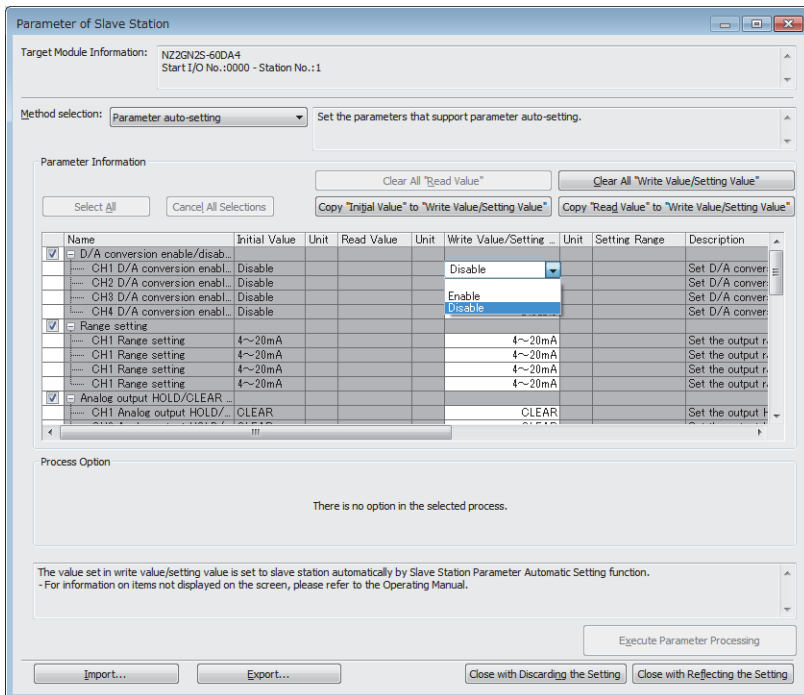 Parameter of Slave Station
Target Module Information:
NZ2GN2S-60DA4
Start I/O No.:0000 - Station No.:1
Method selection:
Parameter auto-setting
Set the parameters that support parameter auto-setting.
Parameter Information
Clear All "Read Value"
Clear All "Write Value/Setting Value"
Select All
Cancel All Selections
Copy "Initial Value" to "Write Value/Setting Value"
Copy "Read Value" to "Write Value/Setting Value"
Name Initial Value Unit Read Value Unit Write Value/Setting ... Unit Setting Range Description
D/A conversion enable/disab...
CH1 D/A conversion enabl... Disable Disable Set D/A conver
CH2 D/A conversion enabl... Disable Set D/A conver
CH3 D/A conversion enabl... Disable Enable Set D/A conver
CH4 D/A conversion enabl... Disable Disable Set D/A conver
Range setting
CH1 Range setting 4～20mA 4～20mA Set the output r
CH1 Range setting 4～20mA 4～20mA Set the output r
CH1 Range setting 4～20mA 4～20mA Set the output r
CH1 Range setting 4～20mA 4～20mA Set the output r
Analog output HOLD/CLEAR ...
CH1 Analog output HOLD/... CLEAR CLEAR Set the output H
Process Option
There is no option in the selected process.
The value set in write value/setting value is set to slave station automatically by Slave Station Parameter Automatic Setting function.
- For information on items not displayed on the screen, please refer to the Operating Manual.
Execute Parameter Processing
Import...
Export...
Close with Discarding the Setting
Close with Reflecting the Setting